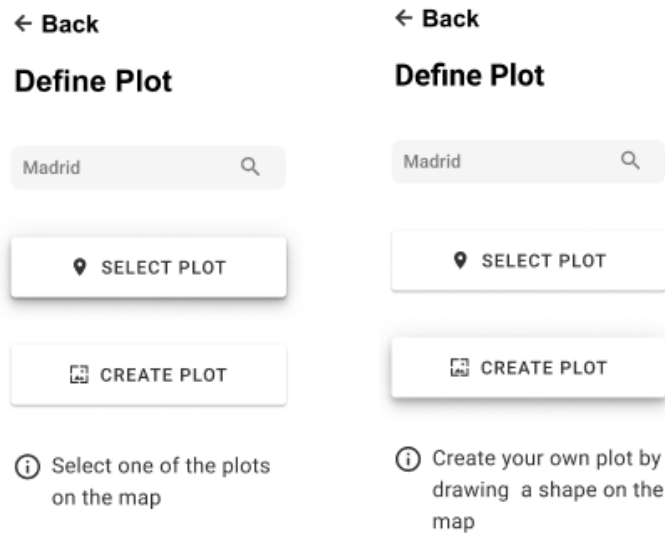 Back
Define Plot
Madrid
SELECT PLOT
CREATE PLOT
Select one of the plots
on the map
Back
Define Plot
Madrid
SELECT PLOT
CREATE PLOT
Create your own plot by
drawing a shape on the
map